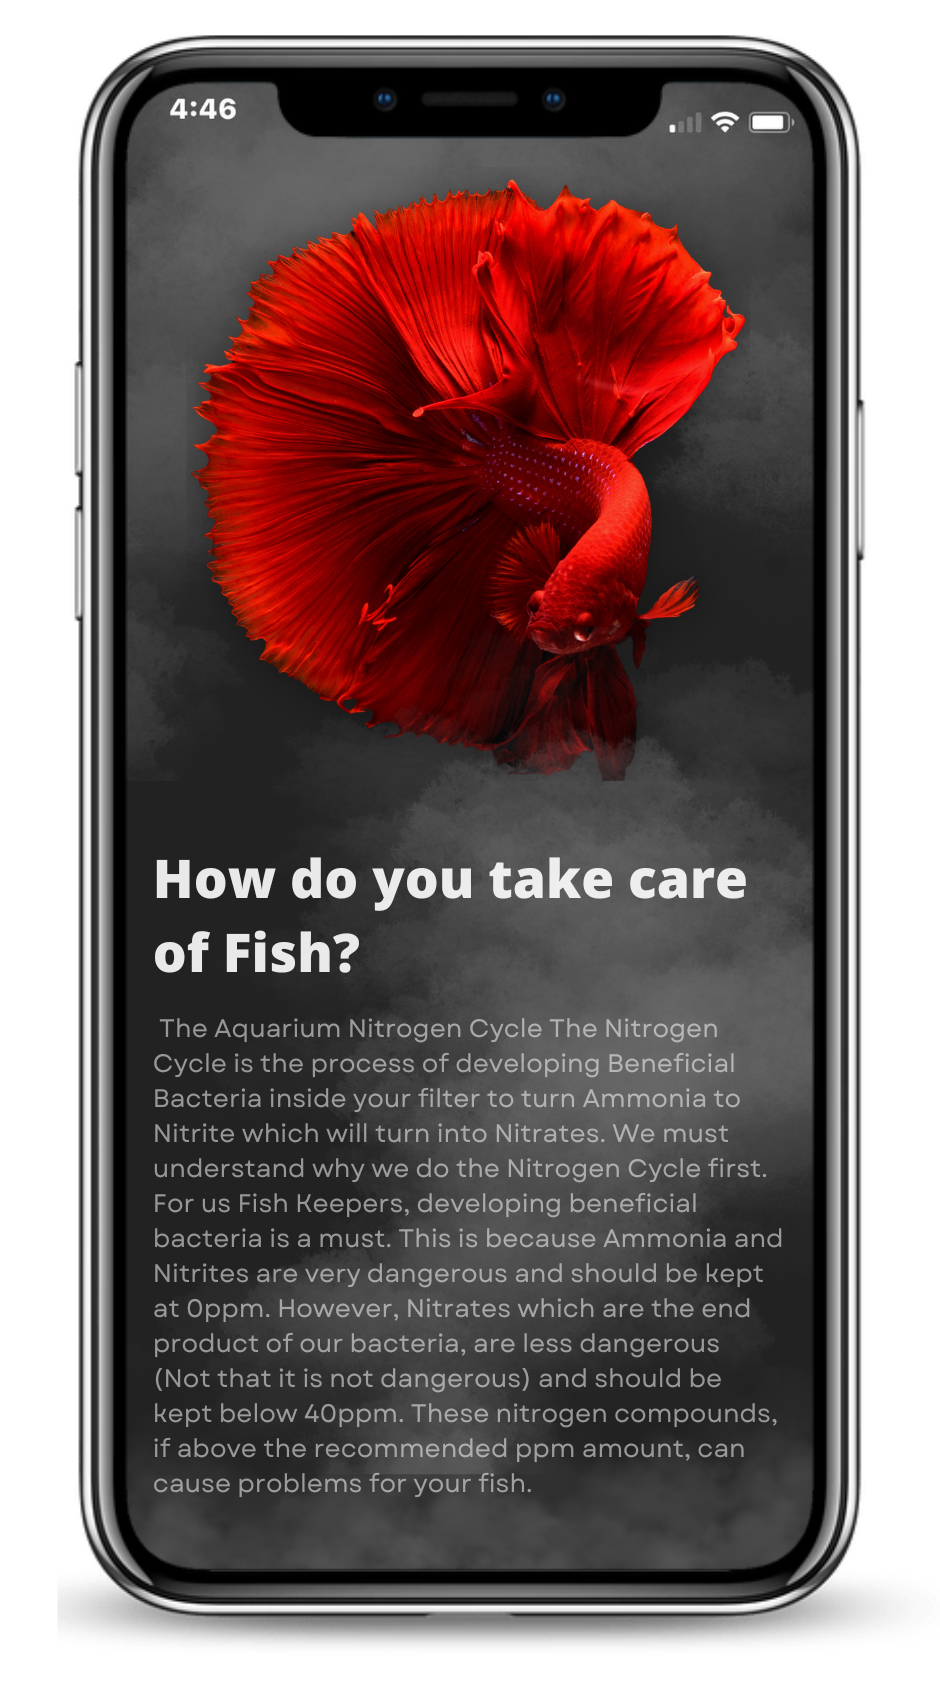 4:46
How do you take care
of Fish?
The Aquarium Nitrogen Cycle The Nitrogen
Cycle is the process of developing Beneficial
Bacteria inside your filter to turn Ammonia to
Nitrite which will turn into Nitrates. We must
understand why we do the Nitrogen Cycle first.
For us Fish Keepers, developing beneficial
bacteria is a must. This is because Ammonia and
Nitrites are very dangerous and should be kept
at 0ppm. However, Nitrates which are the end
product of our bacteria, are less dangerous
(Not that it is not dangerous) and should be
kept below 40ppm. These nitrogen compounds,
if above the recommended ppm amount, can
cause problems for your fish.